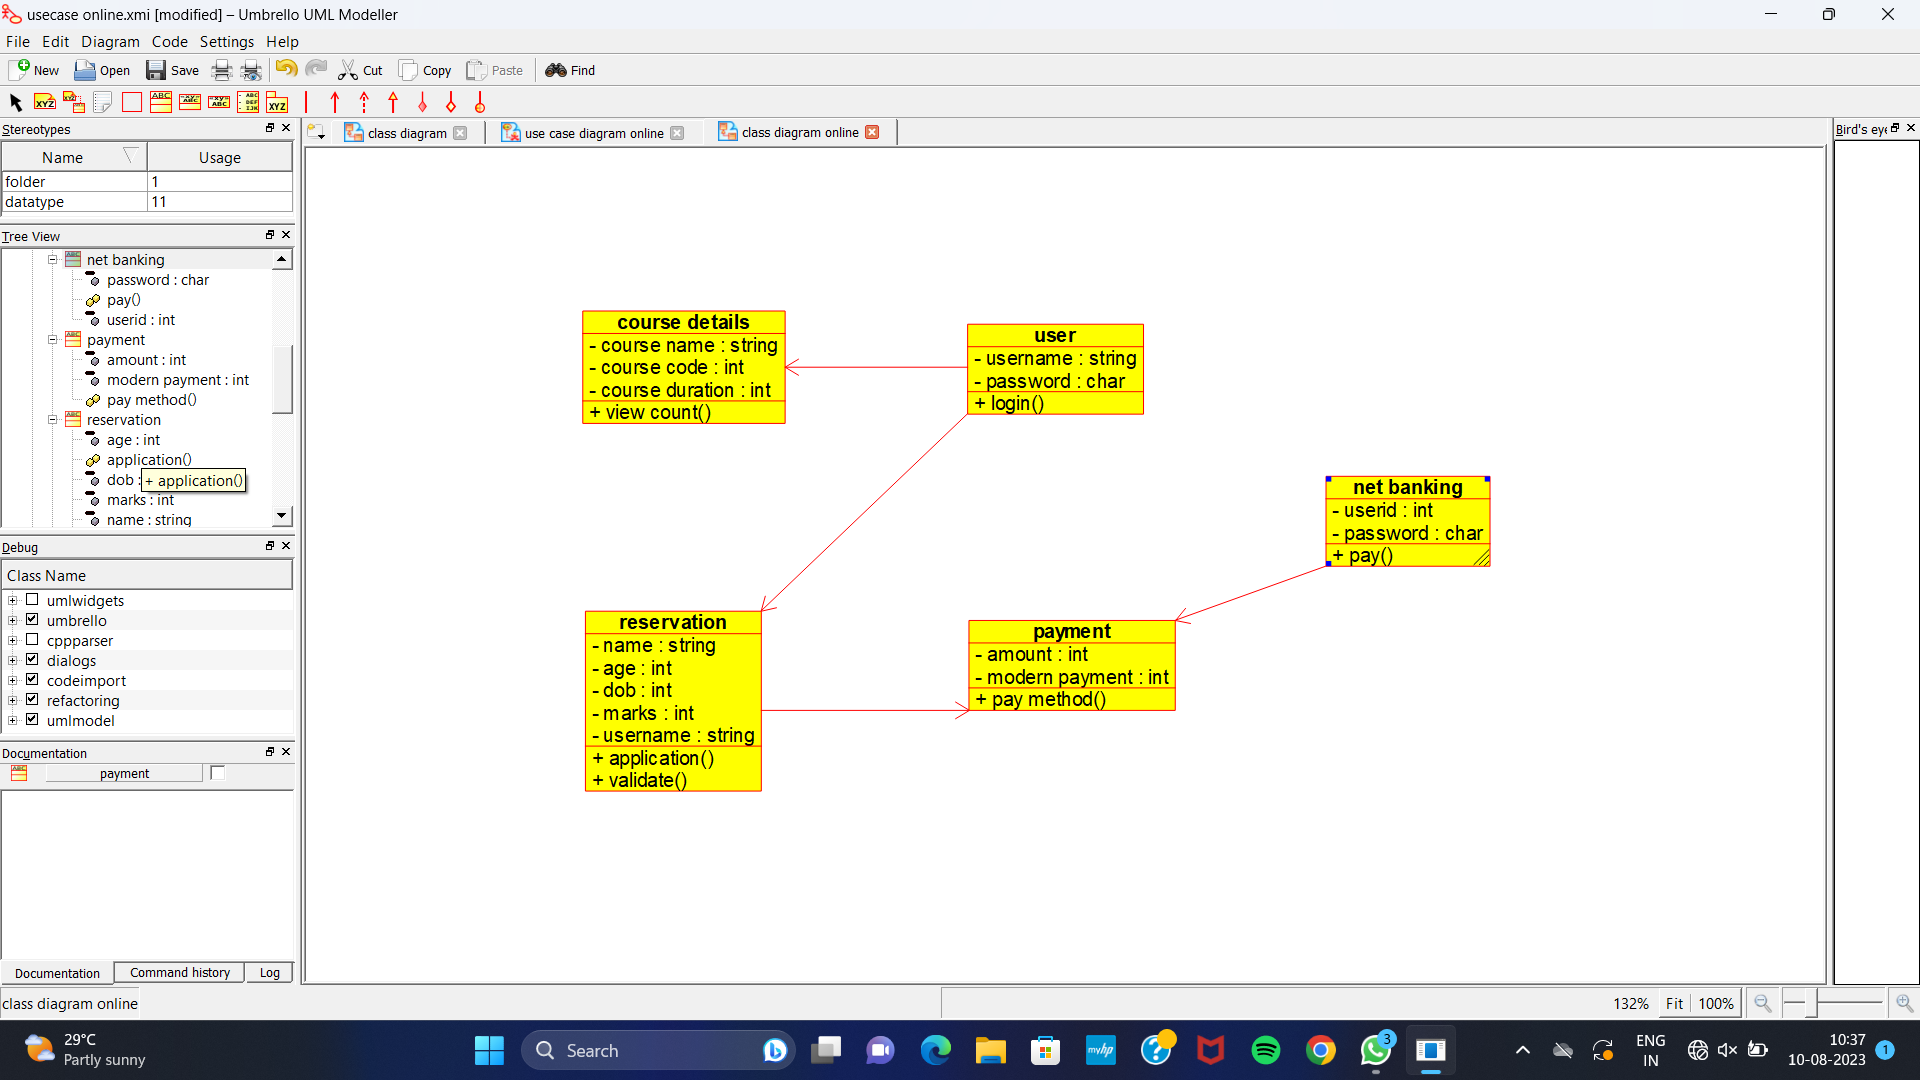 usecase online.xmi [modified] – Umbrello UML Modeller
File Edit Diagram Code Settings Help
New Open Save Cut Copy Paste Find
Stereotypes
Name Usage
folder 1
datatype 11
Tree View
net banking
password : char
pay()
userid : int
payment
amount : int
modern payment : int
pay method()
reservation
age : int
application()
dob :
+ application()
marks : int
name : string
Debug
Class Name
umlwidgets
umbrello
cppparser
dialogs
codeimport
refactoring
umlmodel
Documentation
payment
Documentation Command history Log
class diagram online
class diagram use case diagram online class diagram online
course details
- course name : string
- course code : int
- course duration : int
+ view count()
user
- username : string
- password : char
+ login()
net banking
- userid : int
- password : char
+ pay()
reservation
- name : string
- age : int
- dob : int
- marks : int
- username : string
+ application()
+ validate()
payment
- amount : int
- modern payment : int
+ pay method()
Bird's eye
132% Fit 100%
29°C
Partly sunny
Search
myhp
3
ENG
IN
10:37
10-08-2023
1